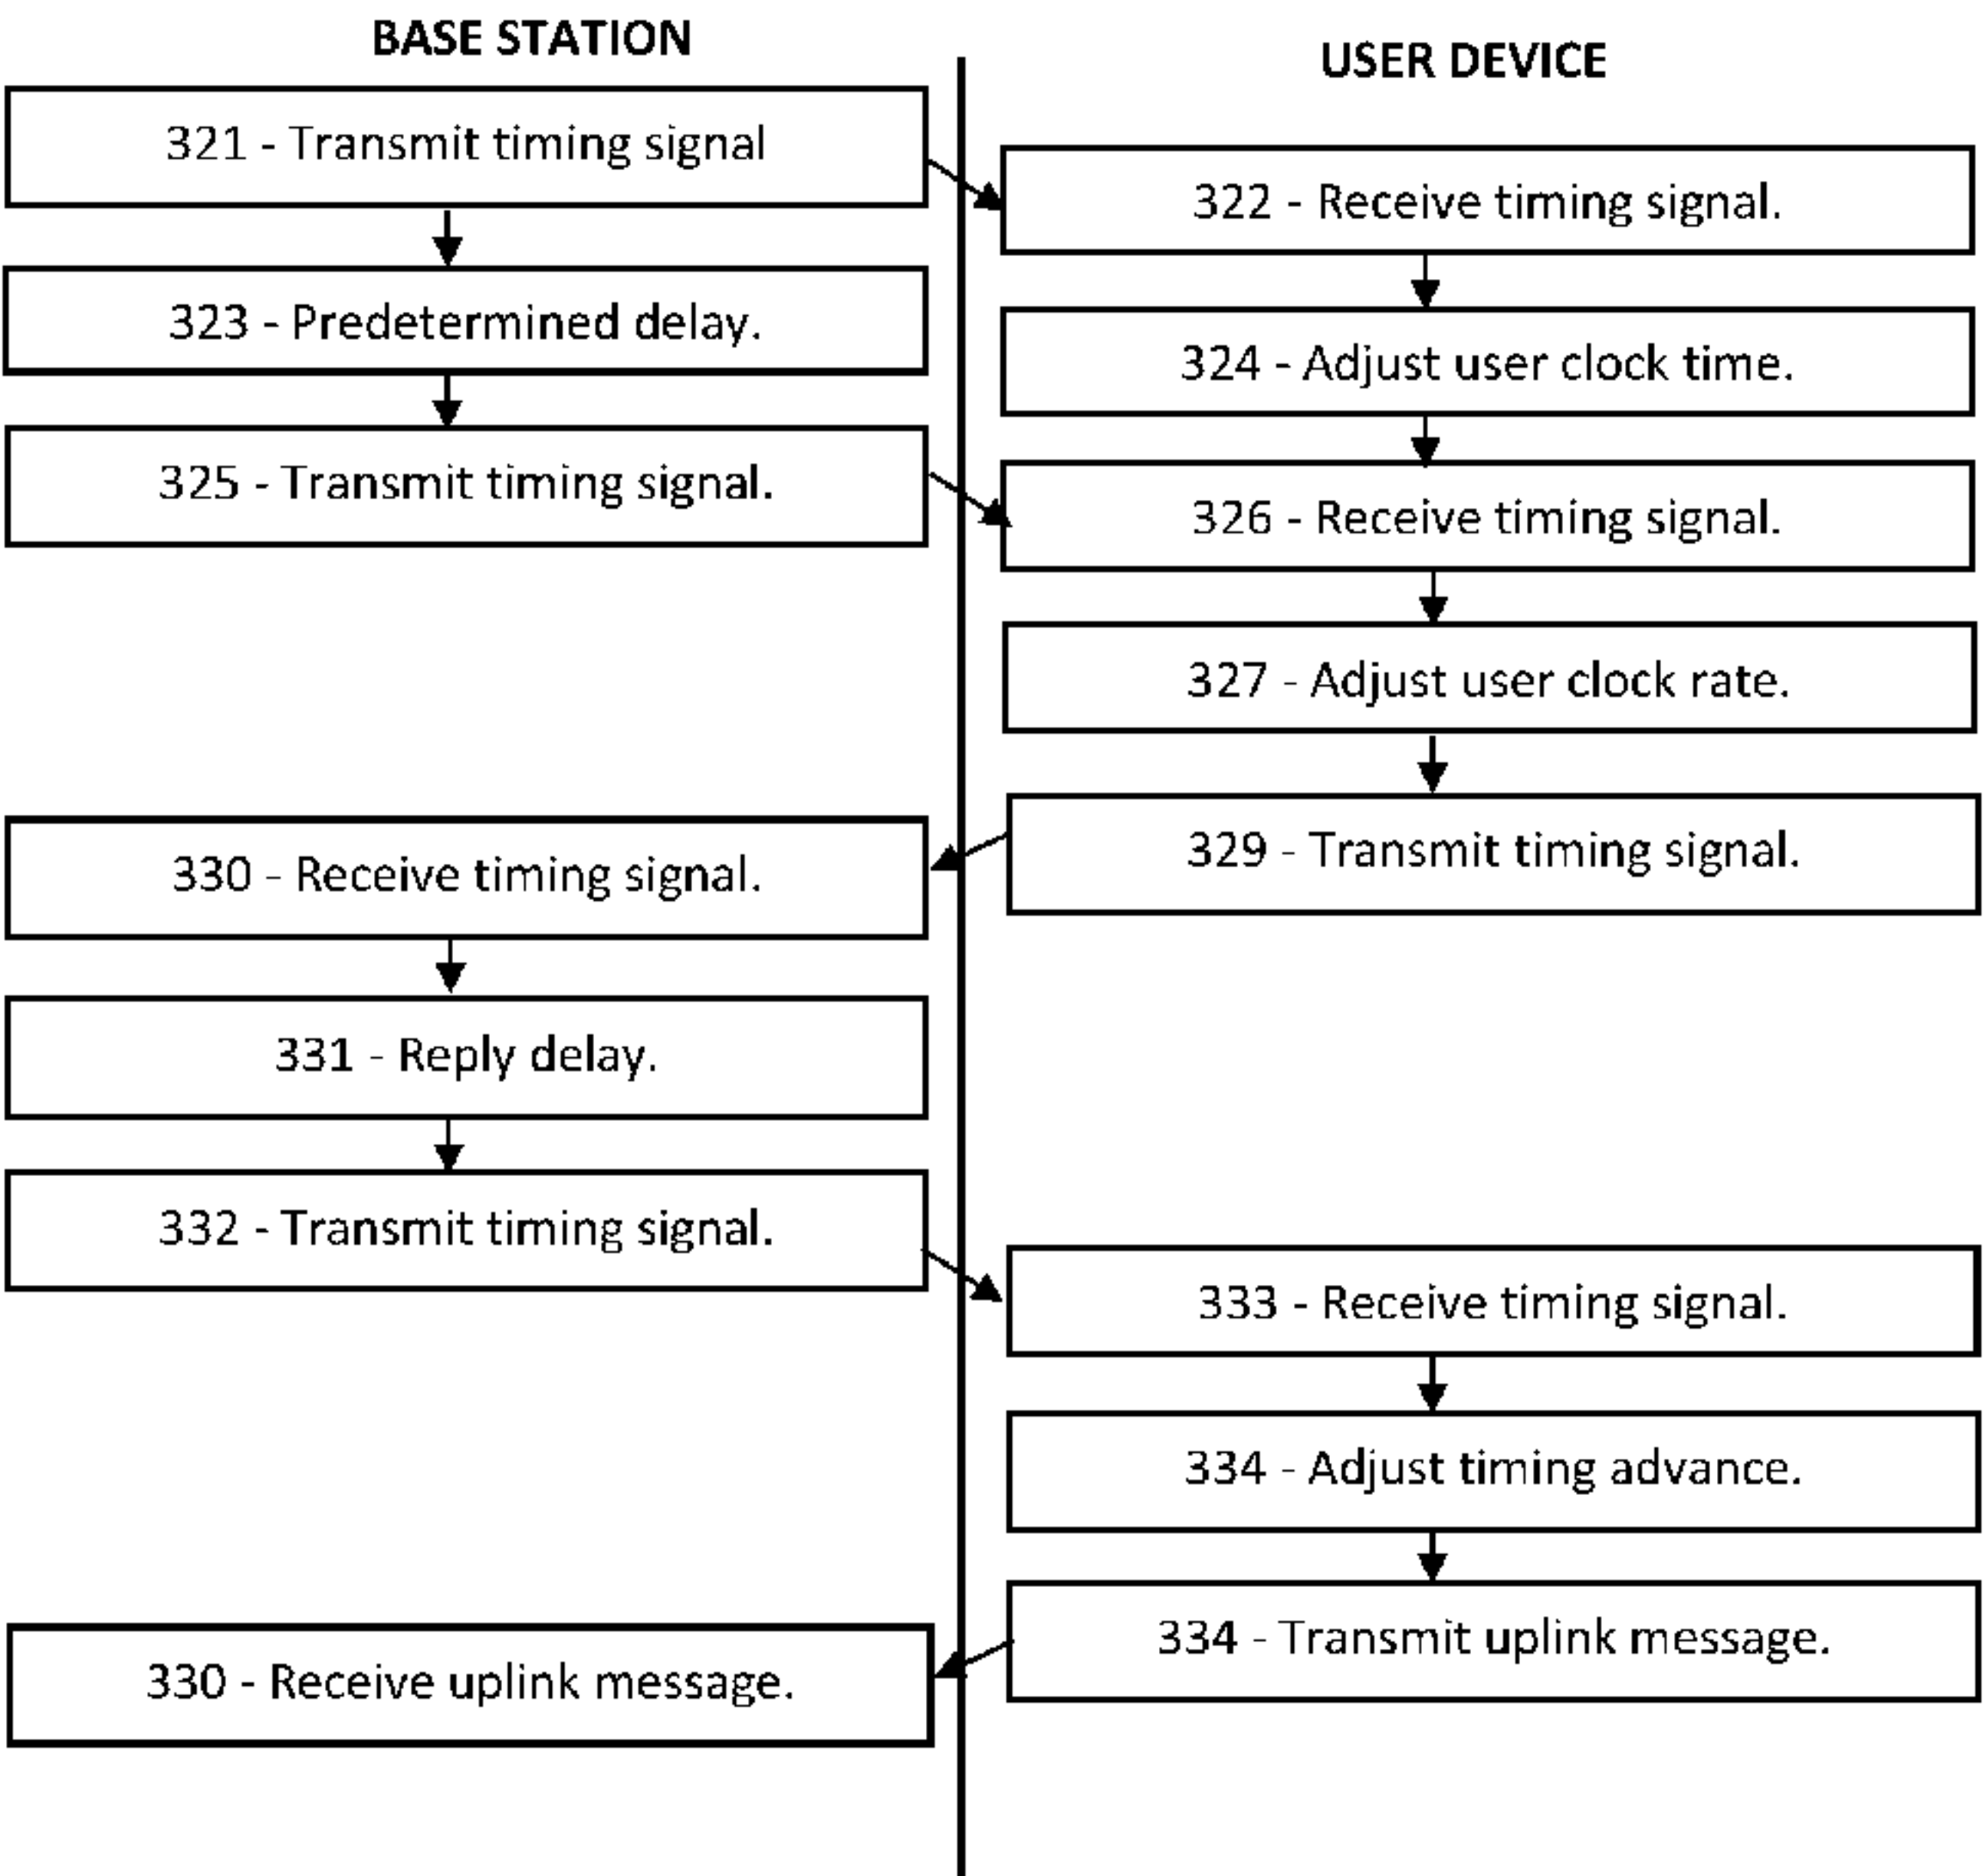 BASE STATION
USER DEVICE
321 - Transmit timing signal
322 - Receive timing signal.
323 - Predetermined delay.
324 - Adjust user clock time.
325 - Transmit timing signal.
326 - Receive timing signal.
327 - Adjust user clock rate.
329 - Transmit timing signal.
330 - Receive timing signal.
331 - Reply delay.
332 - Transmit timing signal.
333 - Receive timing signal.
334 - Adjust timing advance.
334 - Transmit uplink message.
330 - Receive uplink message.